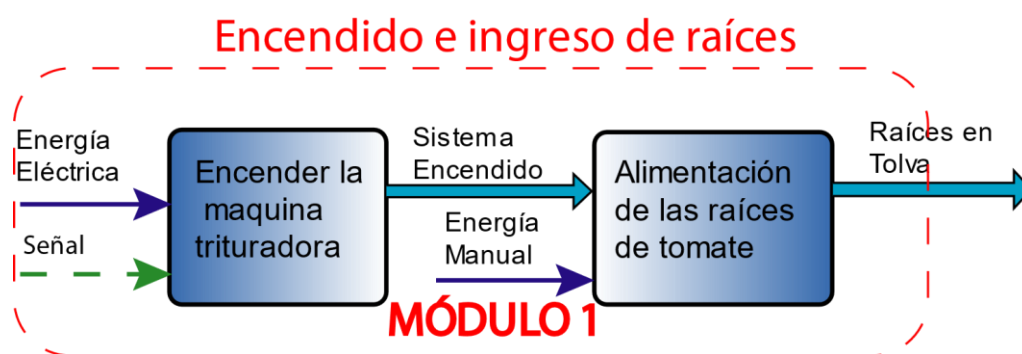 Encendido e ingreso de raíces
Energía
Eléctrica
Señal
Encender la
maquina
trituradora
Sistema
Encendido
Energía
Manual
Alimentación
de las raíces
de tomate
Raíces en
Tolva
MÓDULO 1